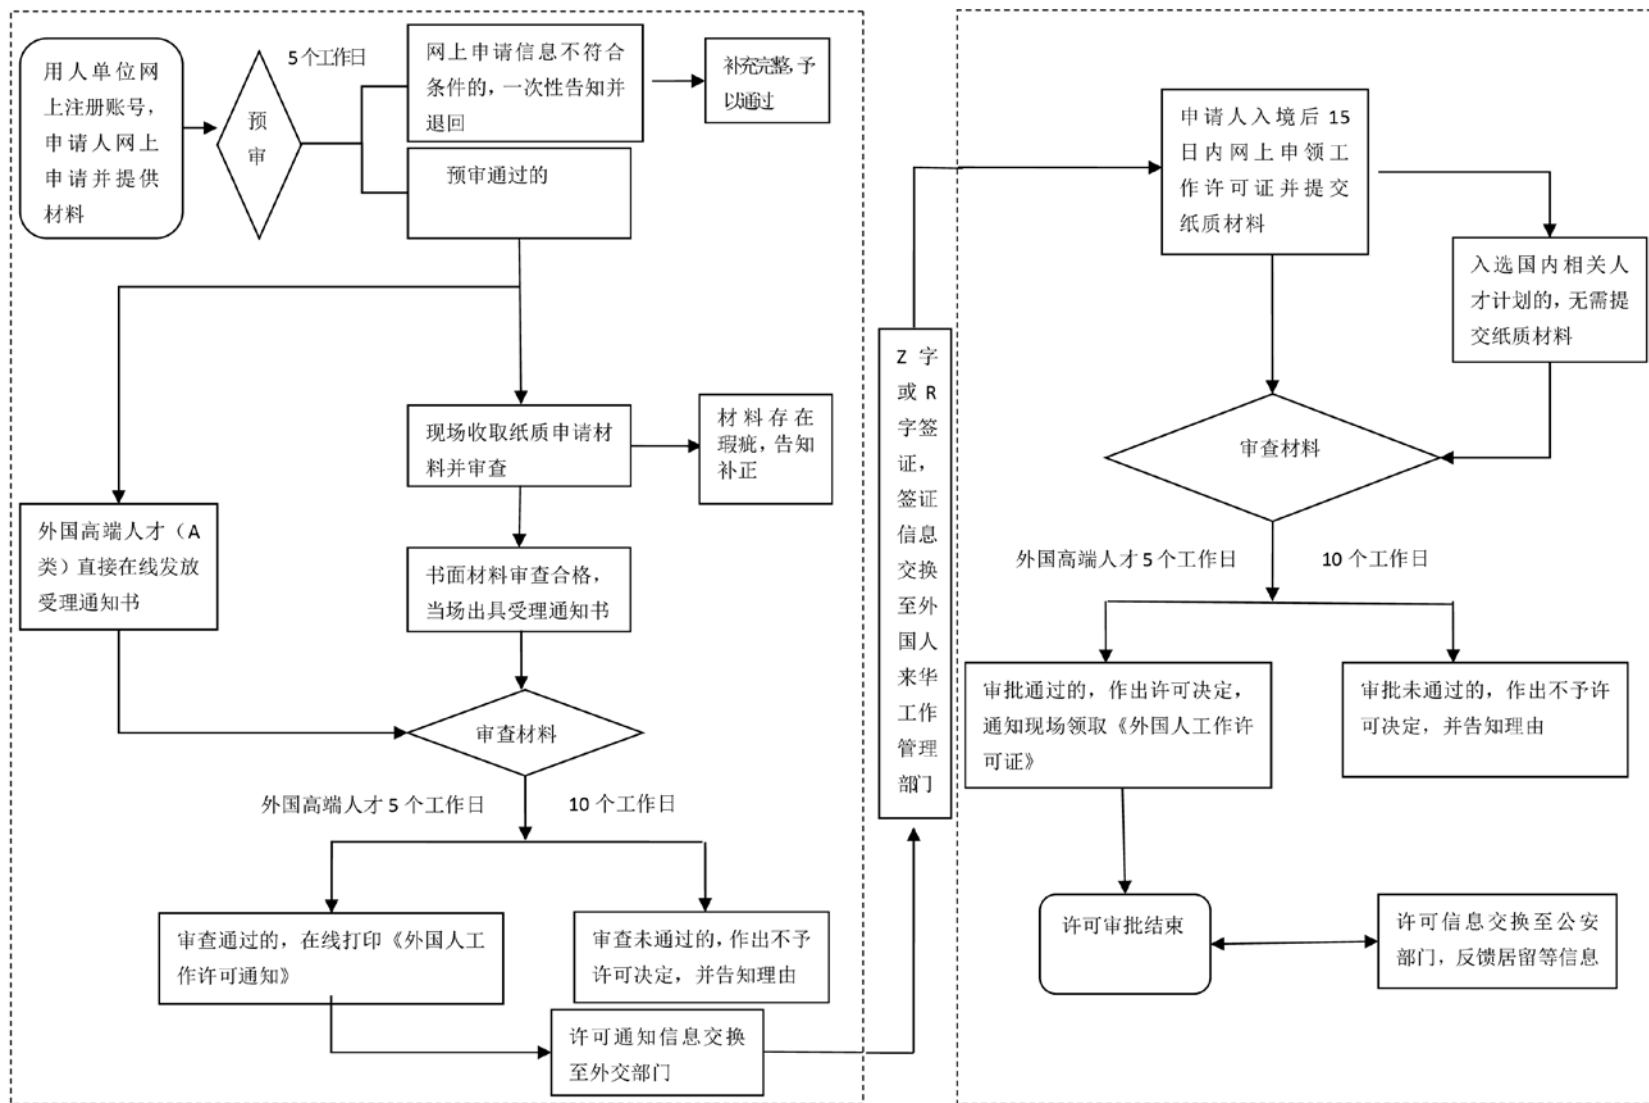 用人单位网
上注册账号，
申请人网上
申请并提供
材料
预
审
5 个工作日
网上申请信息不符合
条件的，一次性告知并
退回
补充完整，予
以通过
预审通过的
现场收取纸质申请材
料并审查
材料存在
瑕疵，告知
补正
外国高端人才（A
类）直接在线发放
受理通知书
书面材料审查合格，
当场出具受理通知书
审查材料
外国高端人才 5 个工作日
10 个工作日
审查通过的，在线打印《外国人工
作许可通知》
审查未通过的，作出不予
许可决定，并告知理由
许可通知信息交换
至外交部门
Z 字
或 R
字签
证，
签证
信息
交换
至外
国人
来华
工作
管理
部门
申请人入境后 15
日内网上申领工
作许可证并提交
纸质材料
入选国内相关人
才计划的，无需提
交纸质材料
审查材料
外国高端人才 5 个工作日
10 个工作日
审批通过的，作出许可决定，
通知现场领取《外国人工作许
可证》
审批未通过的，作出不予许
可决定，并告知理由
许可审批结束
许可信息交换至公安
部门，反馈居留等信息